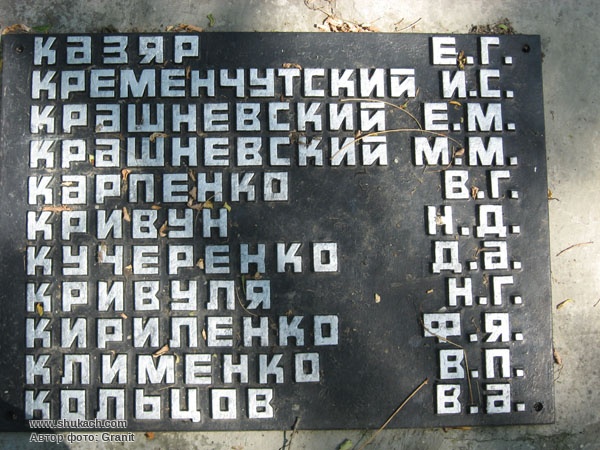 КАЗЯР Е.Г.
КРЕМЕНЧУТСКИЙ И.С.
КРАШНЕВСКИЙ Е.М.
КРАШНЕВСКИЙ М.М.
КАРПЕНКО В.Г.
КРИВУН Н.Д.
КУЧЕРЕНКО Д.А.
КРИВУЛЯ Н.Г.
КИРИЛЕНКО Ф.Я.
КЛИМЕНКО В.П.
КОЛЬЦОВ В.А.
www.shukach.com
Автор фото: Granit